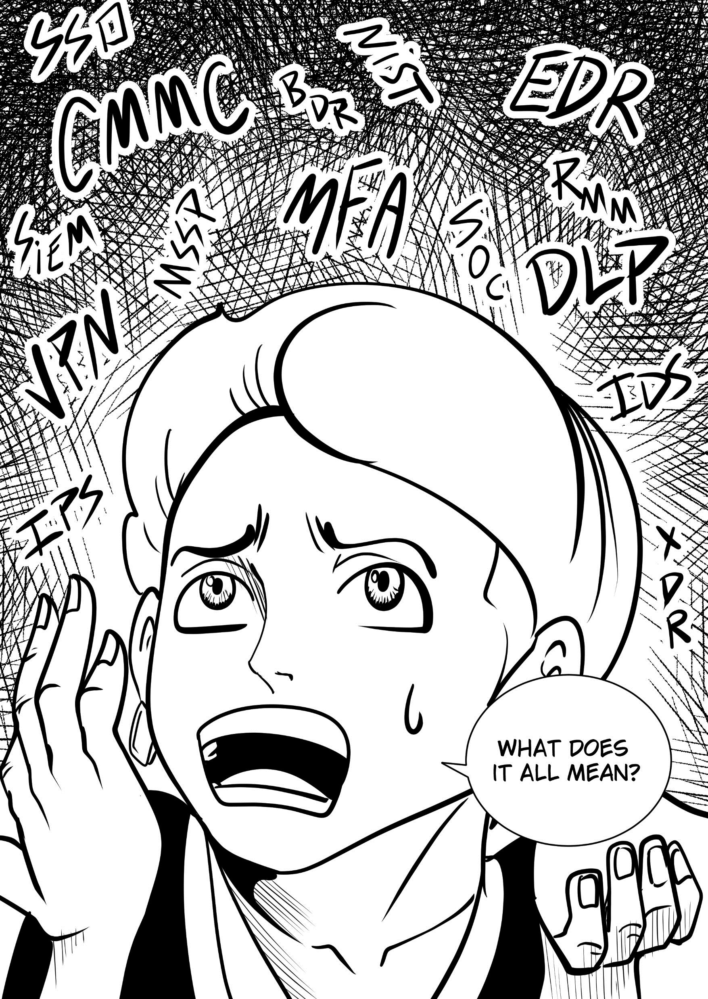 SSO
NiST
EDR
CMMC
BDR
MFA
RMM
SiEM
MSSP
SOC
DLP
VPN
IDS
IPS
XDR
WHAT DOES
IT ALL MEAN?